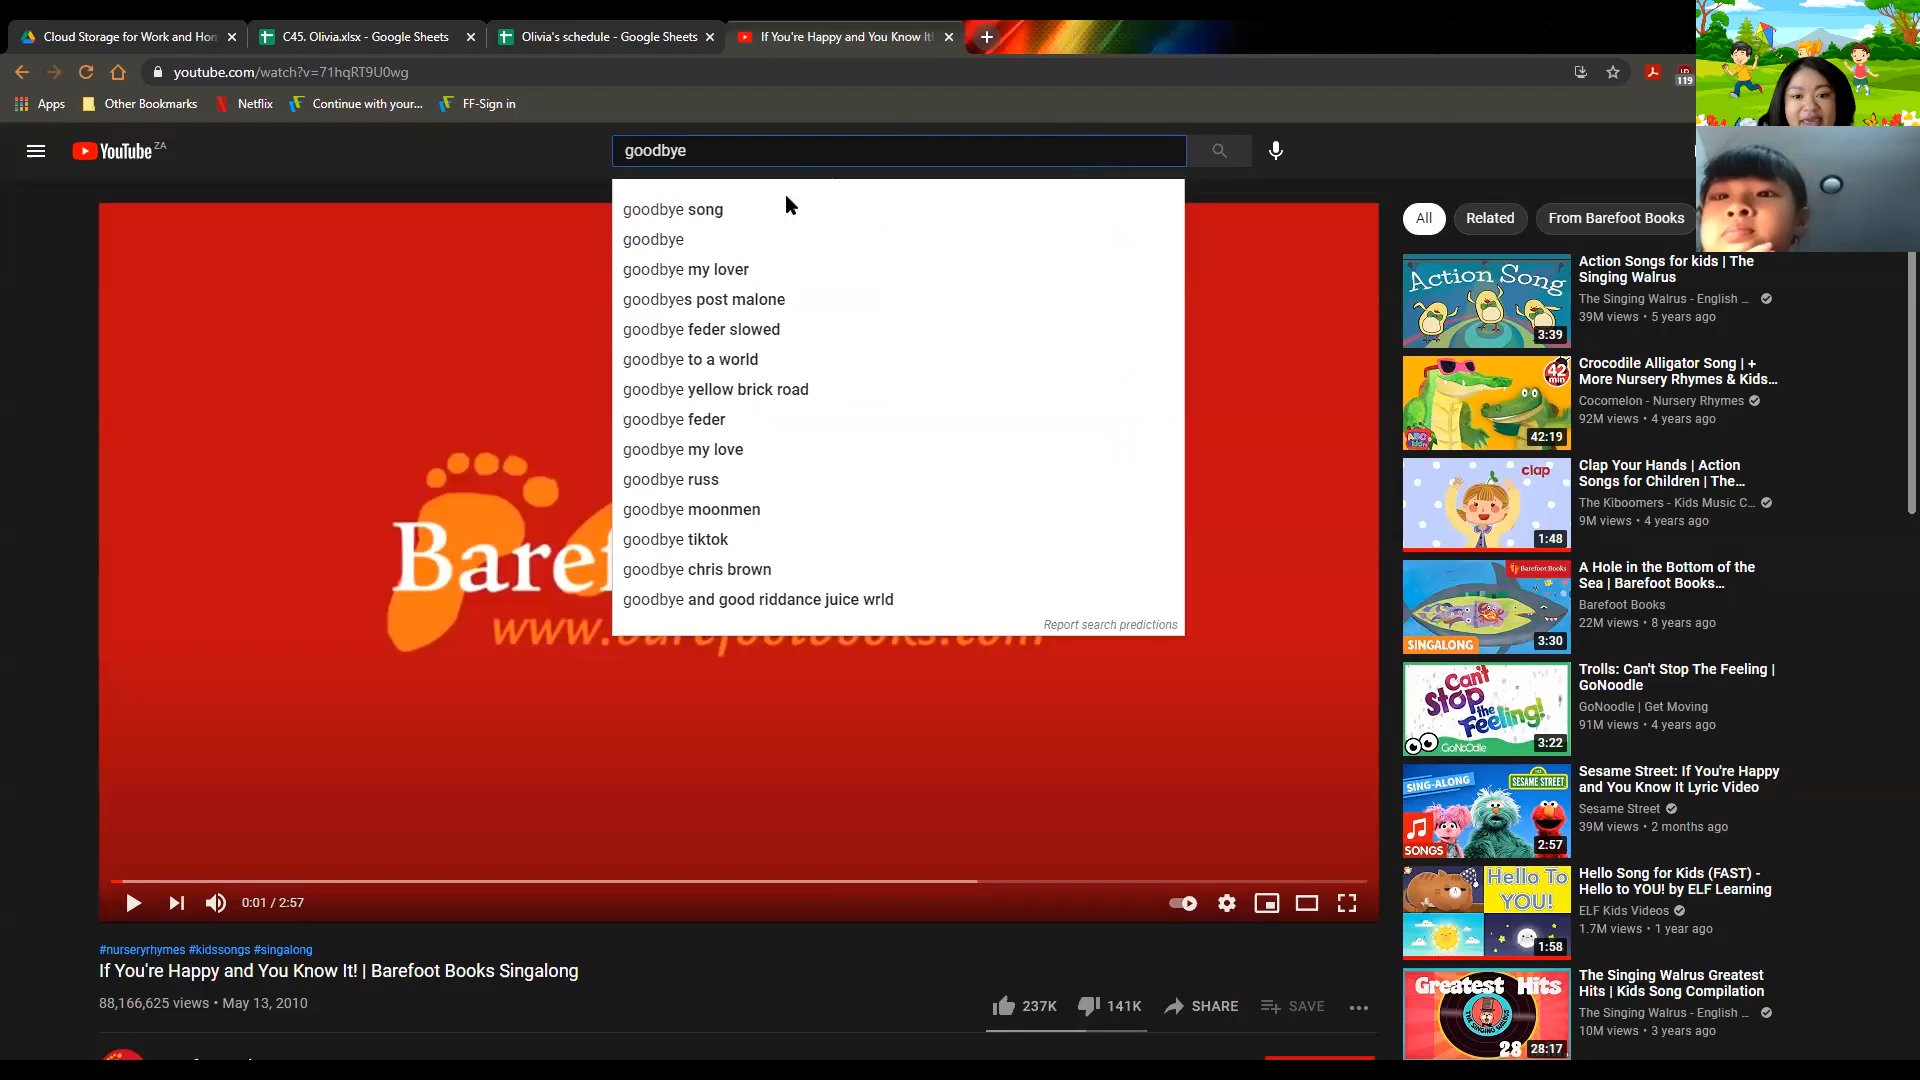 Cloud Storage for Work and Hom
C45. Olivia.xlsx - Google Sheets
Olivia's schedule - Google Sheets
If You're Happy and You Know It!
youtube.com/watch?v=71hqRT9U0wg
119
Apps
Other Bookmarks
Netflix
Continue with your...
FF-Sign in
YouTube ZA
goodbye
goodbye song
goodbye
goodbye my lover
goodbyes post malone
goodbye feder slowed
goodbye to a world
goodbye yellow brick road
goodbye feder
goodbye my love
goodbye russ
goodbye moonmen
goodbye tiktok
goodbye chris brown
goodbye and good riddance juice wrld
Report search predictions
Baref
www.barefootbooks.com
0:01 / 2:57
#nurseryrhymes #kidssongs #singalong
If You're Happy and You Know It! | Barefoot Books Singalong
88,166,625 views • May 13, 2010
237K
141K
SHARE
SAVE
All
Related
From Barefoot Books
Action Song
3:39
Action Songs for kids | The
Singing Walrus
The Singing Walrus - English ...
39M views • 5 years ago
42
min
42:19
Crocodile Alligator Song | +
More Nursery Rhymes & Kids...
Cocomelon - Nursery Rhymes
92M views • 4 years ago
clap
1:48
Clap Your Hands | Action
Songs for Children | The...
The Kiboomers - Kids Music C...
9M views • 4 years ago
Barefoot Books
SINGALONG
3:30
A Hole in the Bottom of the
Sea | Barefoot Books...
Barefoot Books
22M views • 8 years ago
Can't
Stop
the
Feeling!
GoNoodle
3:22
Trolls: Can't Stop The Feeling |
GoNoodle
GoNoodle | Get Moving
91M views • 4 years ago
SING-ALONG
SESAME STREET
SONGS
2:57
Sesame Street: If You're Happy
and You Know It Lyric Video
Sesame Street
39M views • 2 months ago
Hello To
YOU!
1:58
Hello Song for Kids (FAST) -
Hello to YOU! by ELF Learning
ELF Kids Videos
1.7M views • 1 year ago
Greatest Hits
28
28:17
The Singing Walrus Greatest
Hits | Kids Song Compilation
The Singing Walrus - English ...
10M views • 3 years ago